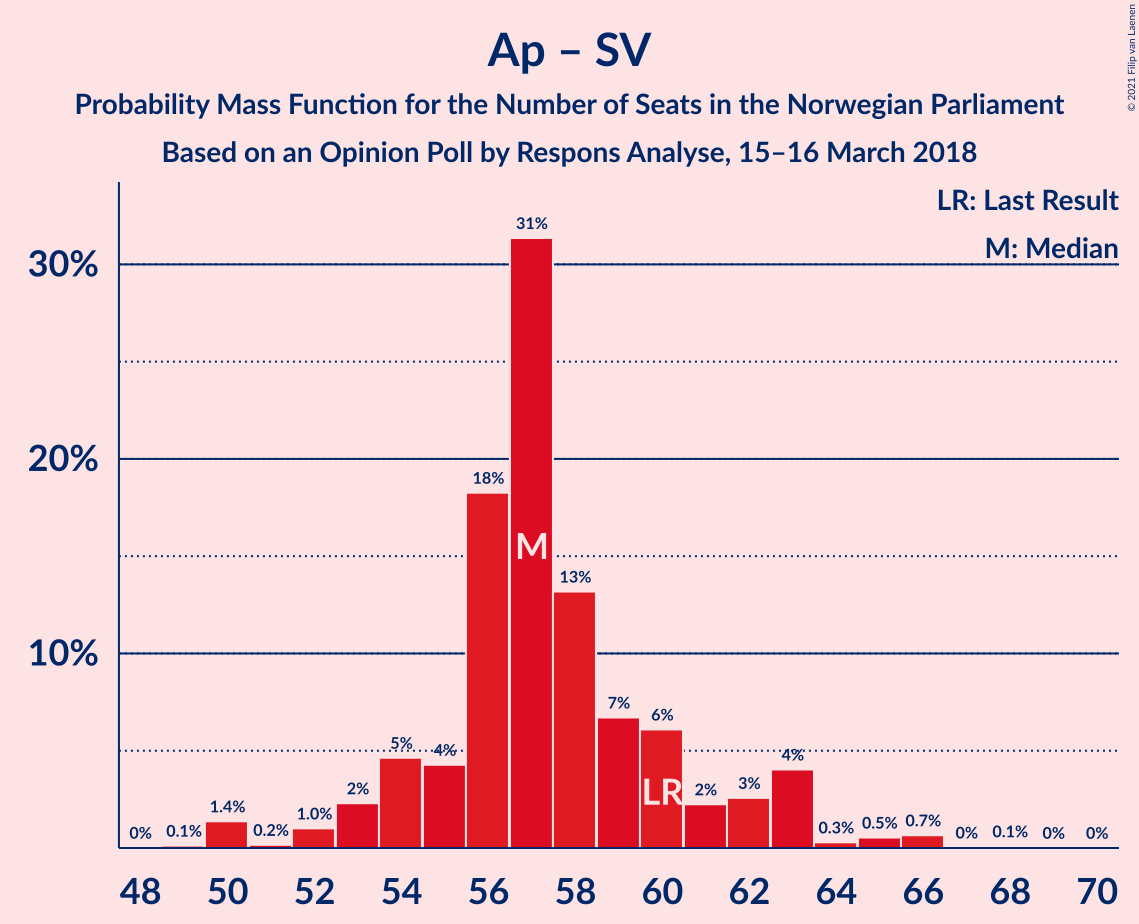 Ap – SV
Probability Mass Function for the Number of Seats in the Norwegian Parliament
Based on an Opinion Poll by Respons Analyse, 15–16 March 2018
© 2021 Filip van Laenen
LR: Last Result
M: Median
30%
20%
10%
0%
0.1%
1.4%
0.2%
1.0%
2%
5%
4%
18%
31%
13%
7%
6%
2%
3%
4%
0.3%
0.5%
0.7%
0%
0.1%
0%
0%
M
LR
48 50 52 54 56 58 60 62 64 66 68 70